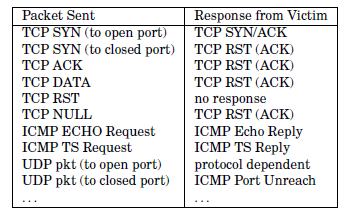 Packet Sent Response from Victim
TCP SYN (to open port) TCP SYN/ACK
TCP SYN (to closed port) TCP RST (ACK)
TCP ACK TCP RST (ACK)
TCP DATA TCP RST (ACK)
TCP RST no response
TCP NULL TCP RST (ACK)
ICMP ECHO Request ICMP Echo Reply
ICMP TS Request ICMP TS Reply
UDP pkt (to open port) protocol dependent
UDP pkt (to closed port) ICMP Port Unreach
... ...